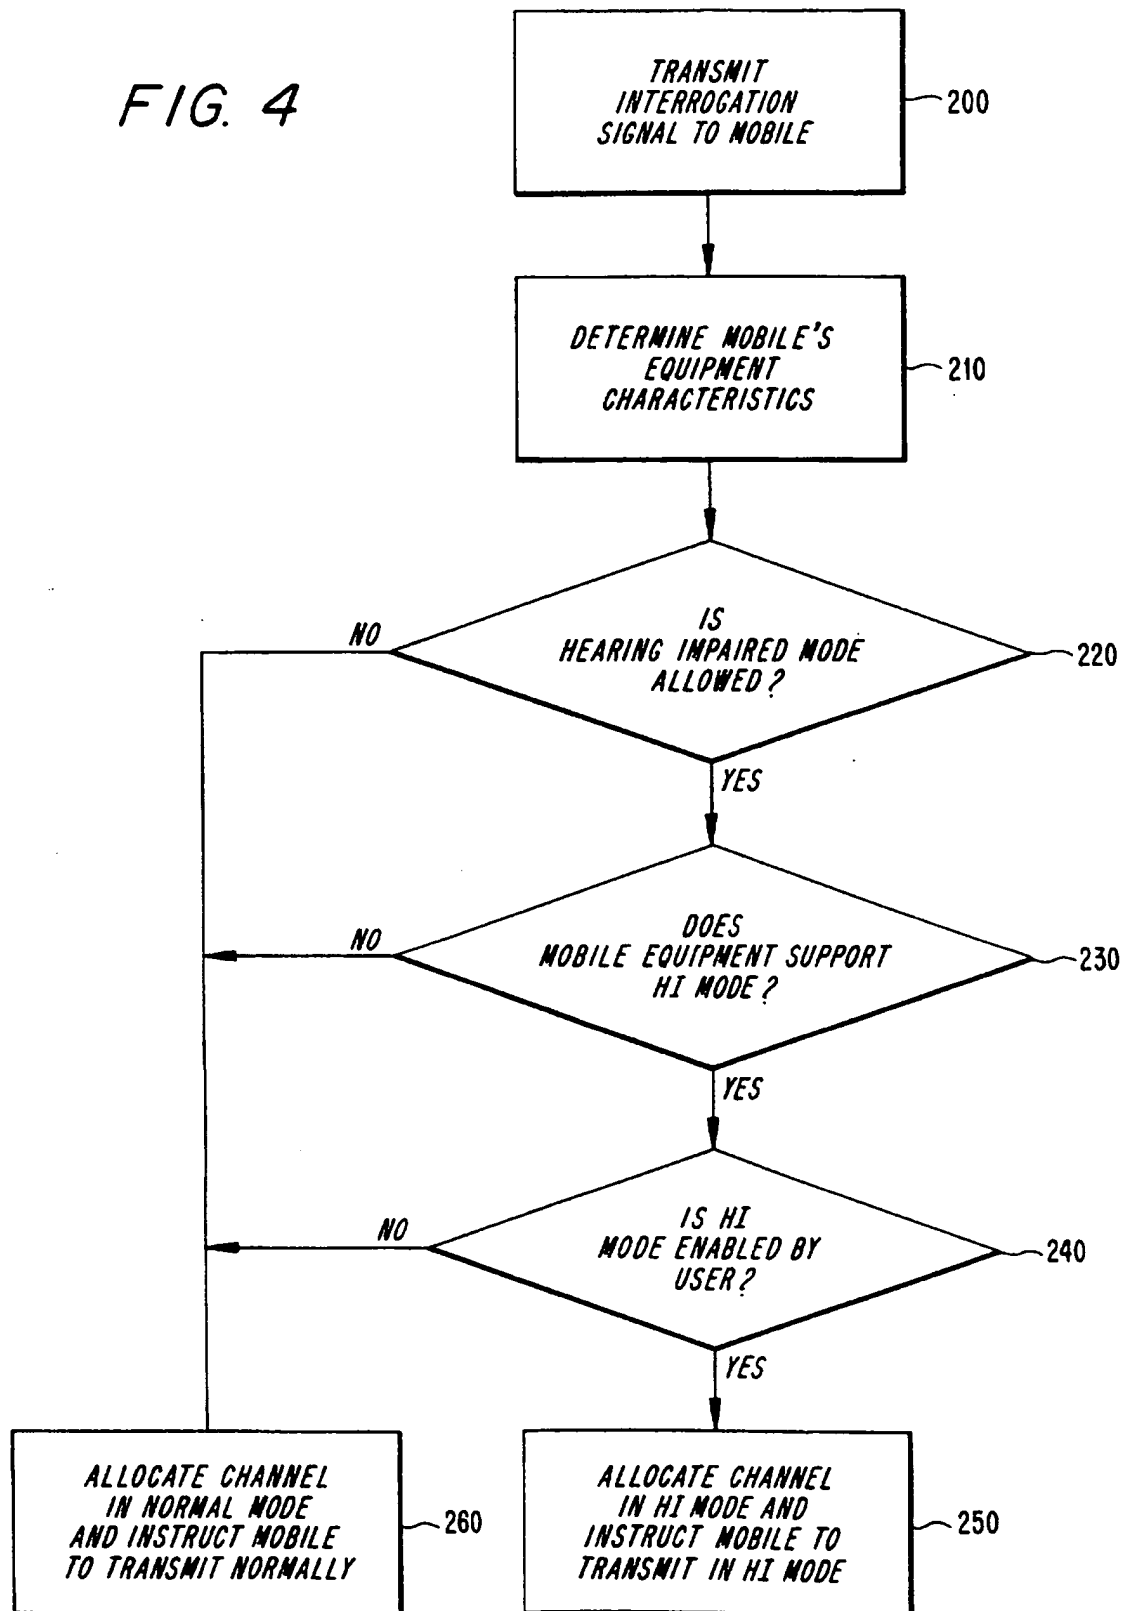 FIG. 4
TRANSMIT
INTERROGATION
SIGNAL TO MOBILE
200
DETERMINE MOBILE'S
EQUIPMENT
CHARACTERISTICS
210
IS
HEARING IMPAIRED MODE
ALLOWED?
220
NO
YES
DOES
MOBILE EQUIPMENT SUPPORT
HI MODE?
230
NO
YES
IS HI
MODE ENABLED BY
USER?
240
NO
YES
ALLOCATE CHANNEL
IN NORMAL MODE
AND INSTRUCT MOBILE
TO TRANSMIT NORMALLY
260
ALLOCATE CHANNEL
IN HI MODE AND
INSTRUCT MOBILE TO
TRANSMIT IN HI MODE
250